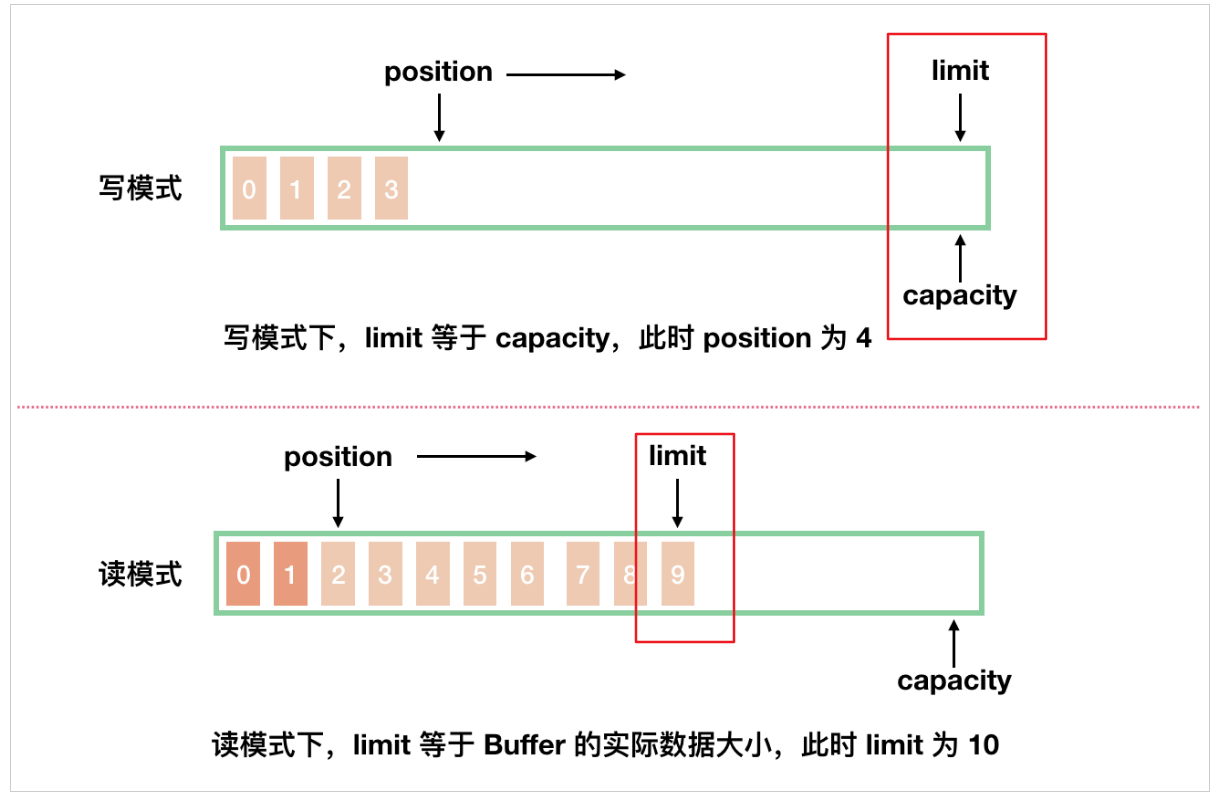 position
limit
写模式
0 1 2 3
capacity
写模式下，limit 等于 capacity，此时 position 为 4
position
limit
读模式
0 1 2 3 4 5 6 7 8 9
capacity
读模式下，limit 等于 Buffer 的实际数据大小，此时 limit 为 10